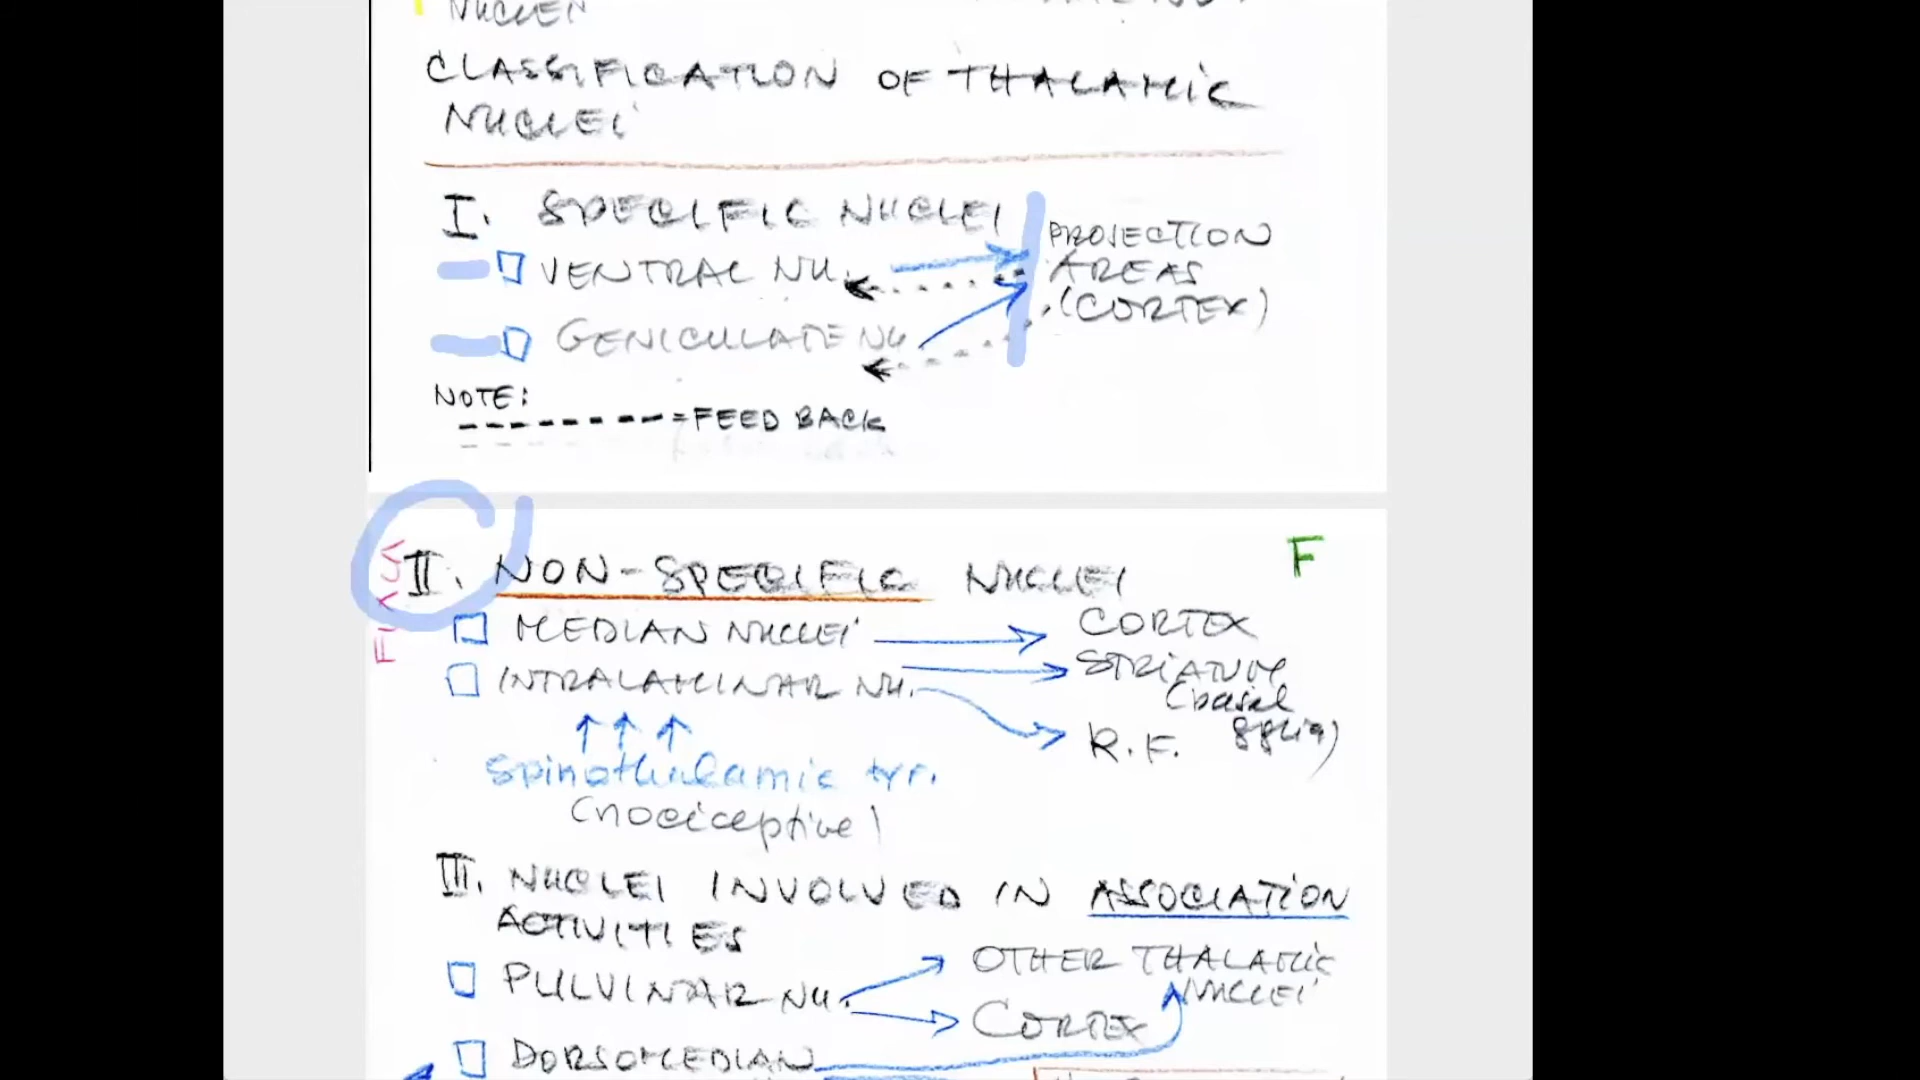 NUCLEI
CLASSIFICATION OF THALAMIC
NUCLEI
I. SPECIFIC NUCLEI
PROJECTION
VENTRAL NU.
AREAS
(CORTEX)
GENICULATE NU
NOTE:
= FEED BACK
II. NON-SPECIFIC NUCLEI
F
MEDIAN NUCLEI
CORTEX
INTRALAMINAR NU.
STRIATUM
(basal
R.F.
spinothalamic tr.
(nociceptive)
III. NUCLEI INVOLVED IN ASSOCIATION
ACTIVITIES
PULVINAR NU.
OTHER THALAMIC
NUCLEI
CORTEX
DORSOMEDIAN